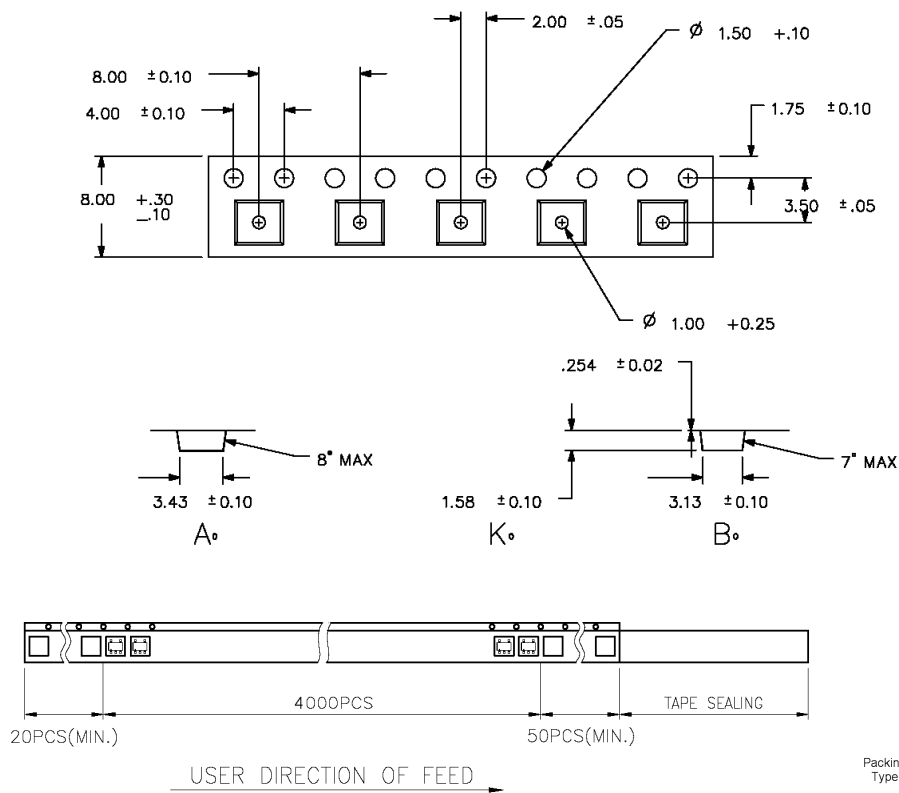 2.00 ±.05
Ø 1.50 +.10
8.00 ±0.10
4.00 ±0.10
1.75 ±0.10
8.00 +.30
-.10
3.50 ±.05
Ø 1.00 +0.25
.254 ±0.02
8° MAX
7° MAX
3.43 ±0.10
1.58 ±0.10
3.13 ±0.10
A₀
K₀
B₀
4000PCS
TAPE SEALING
20PCS(MIN.)
50PCS(MIN.)
USER DIRECTION OF FEED
Packin
Type